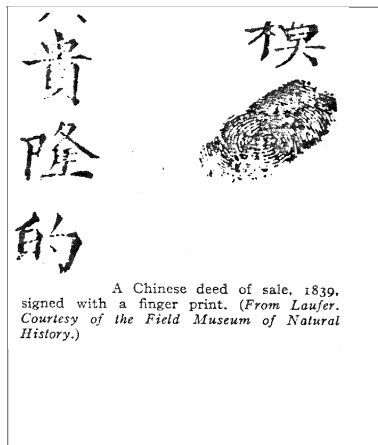 貴隆的
模
A Chinese deed of sale, 1839,
signed with a finger print. (From Laufer.
Courtesy of the Field Museum of Natural
History.)